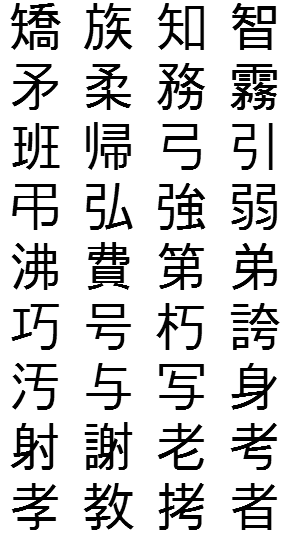 矯 族 知 智
矛 柔 務 霧
班 帰 弓 引
弔 弘 強 弱
沸 費 第 弟
巧 号 朽 誇
汚 与 写 身
射 謝 老 考
孝 教 拷 者